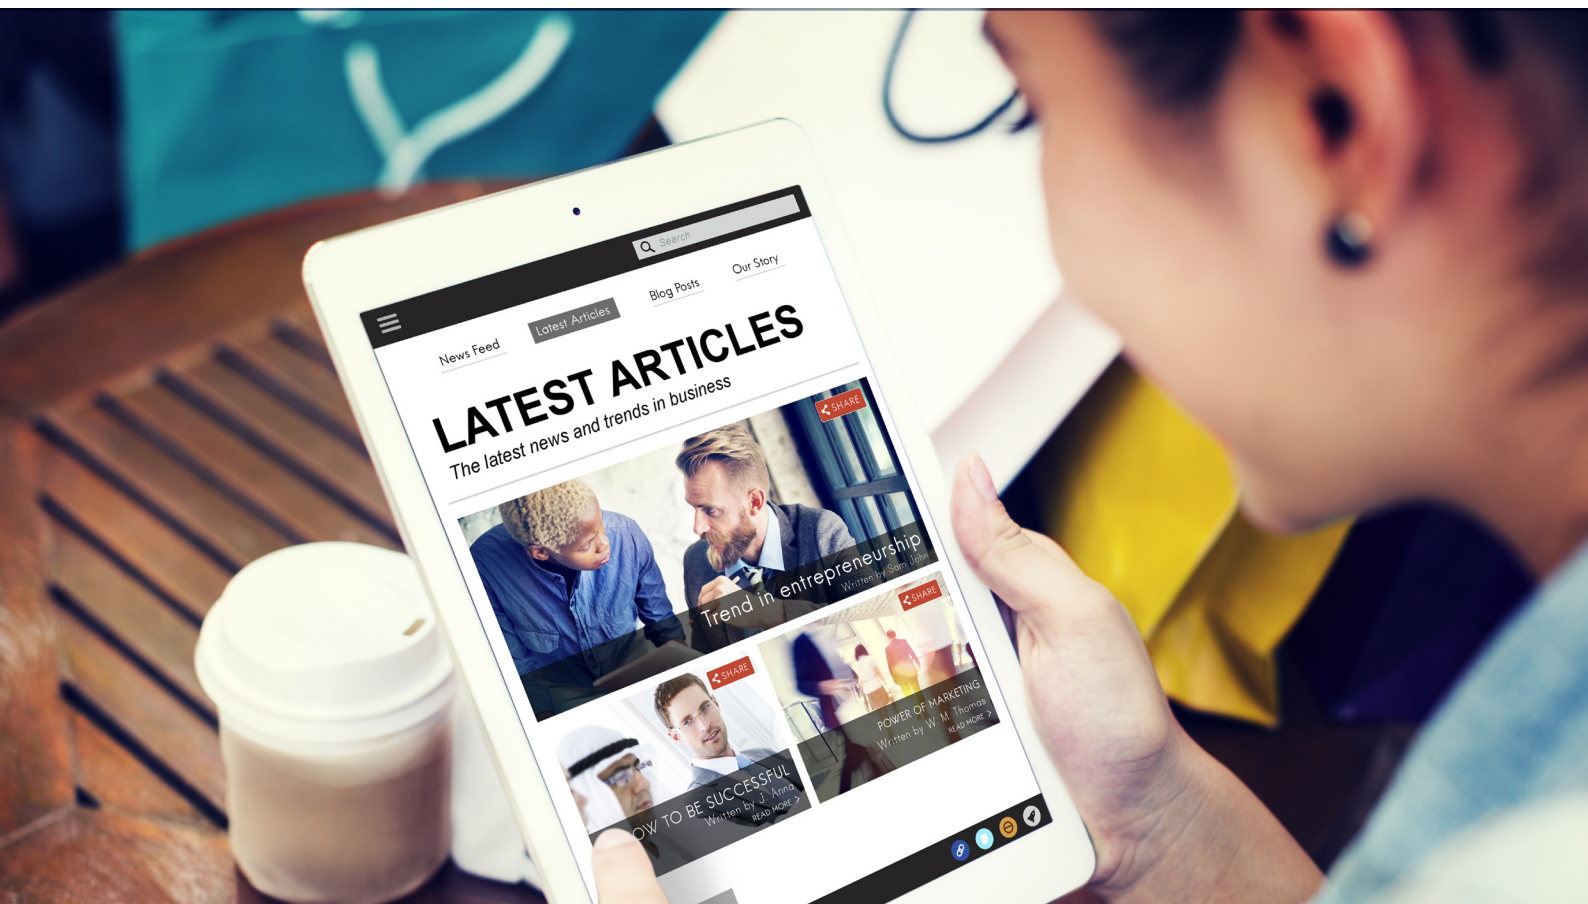 Search
News Feed
Latest Articles
Blog Posts
Our Story
LATEST ARTICLES
The latest news and trends in business
SHARE
Trend in entrepreneurship
Written by Sam John
SHARE
OW TO BE SUCCESSFUL
Written by J. Anna
READ MORE >
SHARE
POWER OF MARKETING
Written by W. M. Thomas
READ MORE >